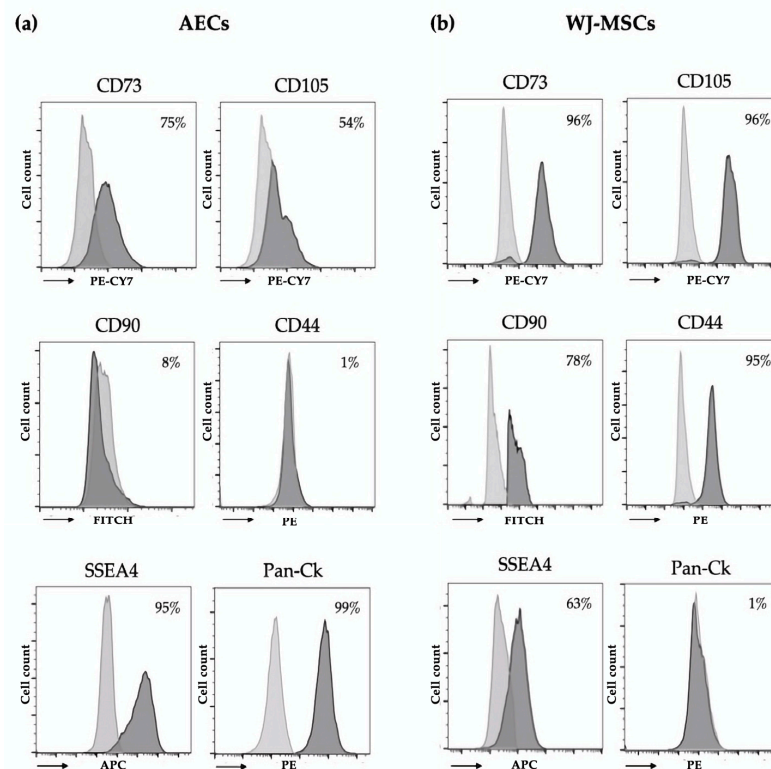 (a) AECs (b) WJ-MSCs
CD73 CD105 CD73 CD105
75% 54% 96% 96%
Cell count Cell count Cell count Cell count
PE-CY7 PE-CY7 PE-CY7 PE-CY7
CD90 CD44 CD90 CD44
8% 1% 78% 95%
Cell count Cell count Cell count Cell count
FITCH PE FITCH PE
SSEA4 Pan-Ck SSEA4 Pan-Ck
95% 99% 63% 1%
Cell count Cell count Cell count Cell count
APC PE APC PE